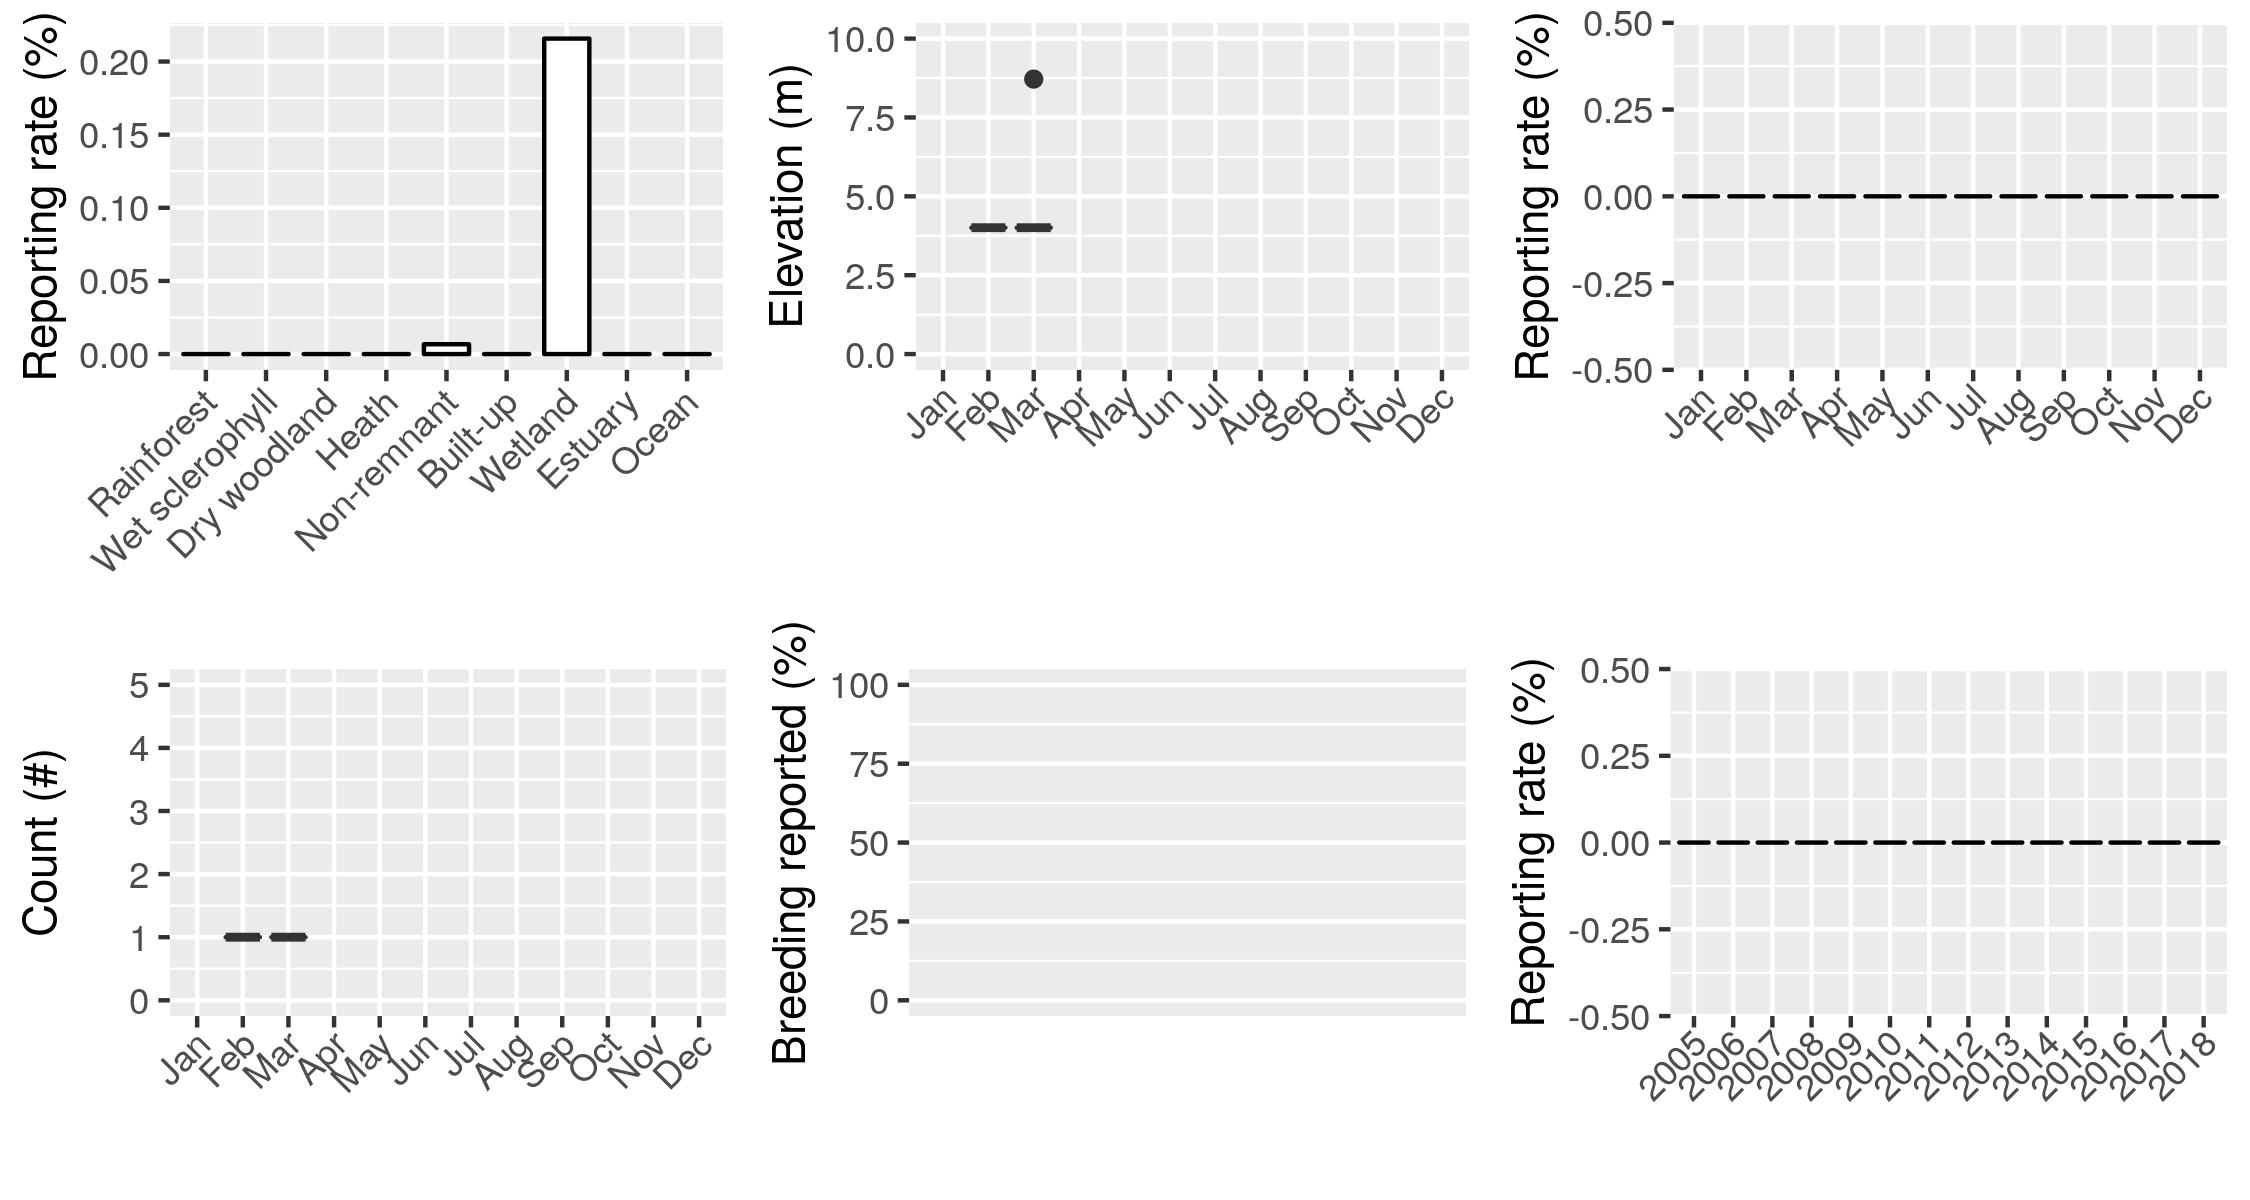 Reporting rate (%)
0.20
0.15
0.10
0.05
0.00
Rainforest
Wet sclerophyll
Dry woodland
Heath
Non-remnant
Built-up
Wetland
Estuary
Ocean
Elevation (m)
10.0
7.5
5.0
2.5
0.0
Jan
Feb
Mar
Apr
May
Jun
Jul
Aug
Sep
Oct
Nov
Dec
Reporting rate (%)
0.50
0.25
0.00
-0.25
-0.50
Jan
Feb
Mar
Apr
May
Jun
Jul
Aug
Sep
Oct
Nov
Dec
Count (#)
5
4
3
2
1
0
Jan
Feb
Mar
Apr
May
Jun
Jul
Aug
Sep
Oct
Nov
Dec
Breeding reported (%)
100
75
50
25
0
Reporting rate (%)
0.50
0.25
0.00
-0.25
-0.50
2005
2006
2007
2008
2009
2010
2011
2012
2013
2014
2015
2016
2017
2018